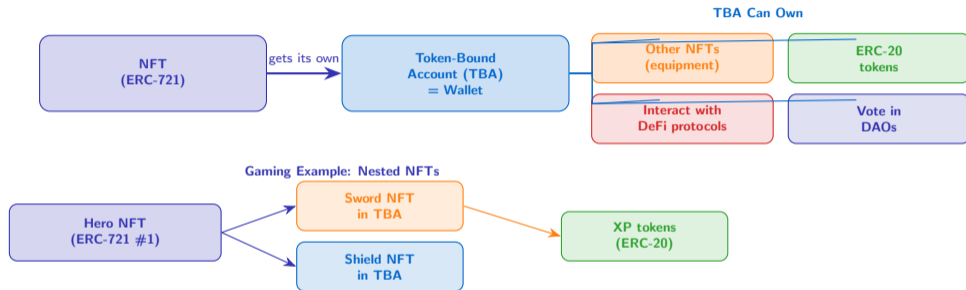 TBA Can Own
NFT
(ERC-721)
gets its own
Token-Bound
Account (TBA)
= Wallet
Other NFTs
(equipment)
ERC-20
tokens
Interact with
DeFi protocols
Vote in
DAOs
Gaming Example: Nested NFTs
Hero NFT
(ERC-721 #1)
Sword NFT
in TBA
Shield NFT
in TBA
XP tokens
(ERC-20)